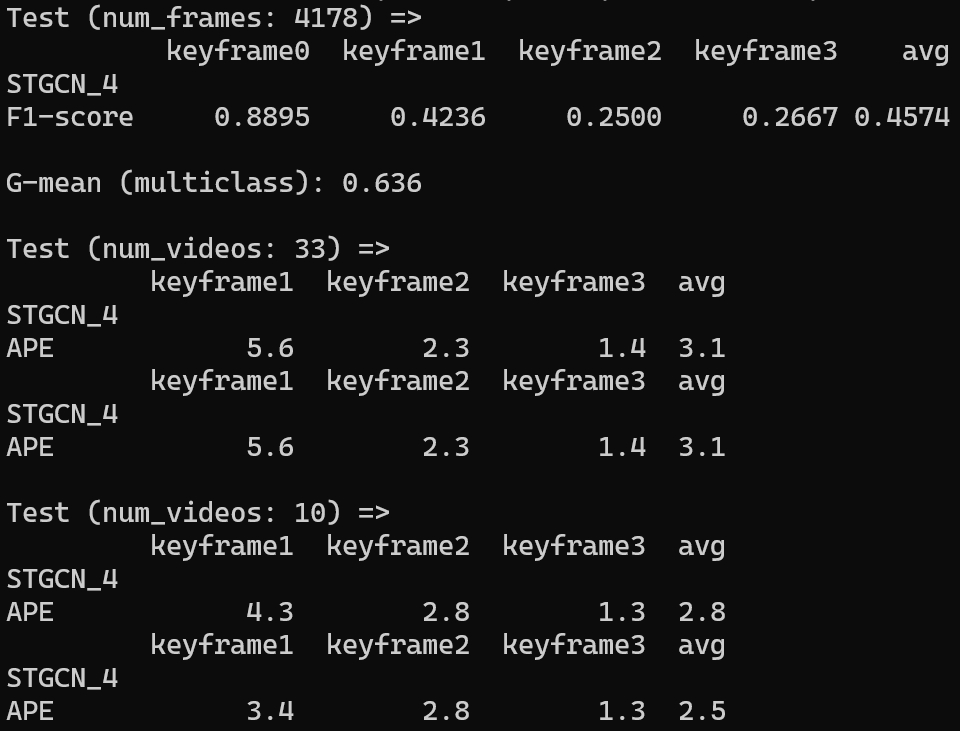 Test (num_frames: 4178) =>
keyframe0 keyframe1 keyframe2 keyframe3 avg
STGCN_4
F1-score 0.8895 0.4236 0.2500 0.2667 0.4574
G-mean (multiclass): 0.636
Test (num_videos: 33) =>
keyframe1 keyframe2 keyframe3 avg
STGCN_4
APE 5.6 2.3 1.4 3.1
keyframe1 keyframe2 keyframe3 avg
STGCN_4
APE 5.6 2.3 1.4 3.1
Test (num_videos: 10) =>
keyframe1 keyframe2 keyframe3 avg
STGCN_4
APE 4.3 2.8 1.3 2.8
keyframe1 keyframe2 keyframe3 avg
STGCN_4
APE 3.4 2.8 1.3 2.5